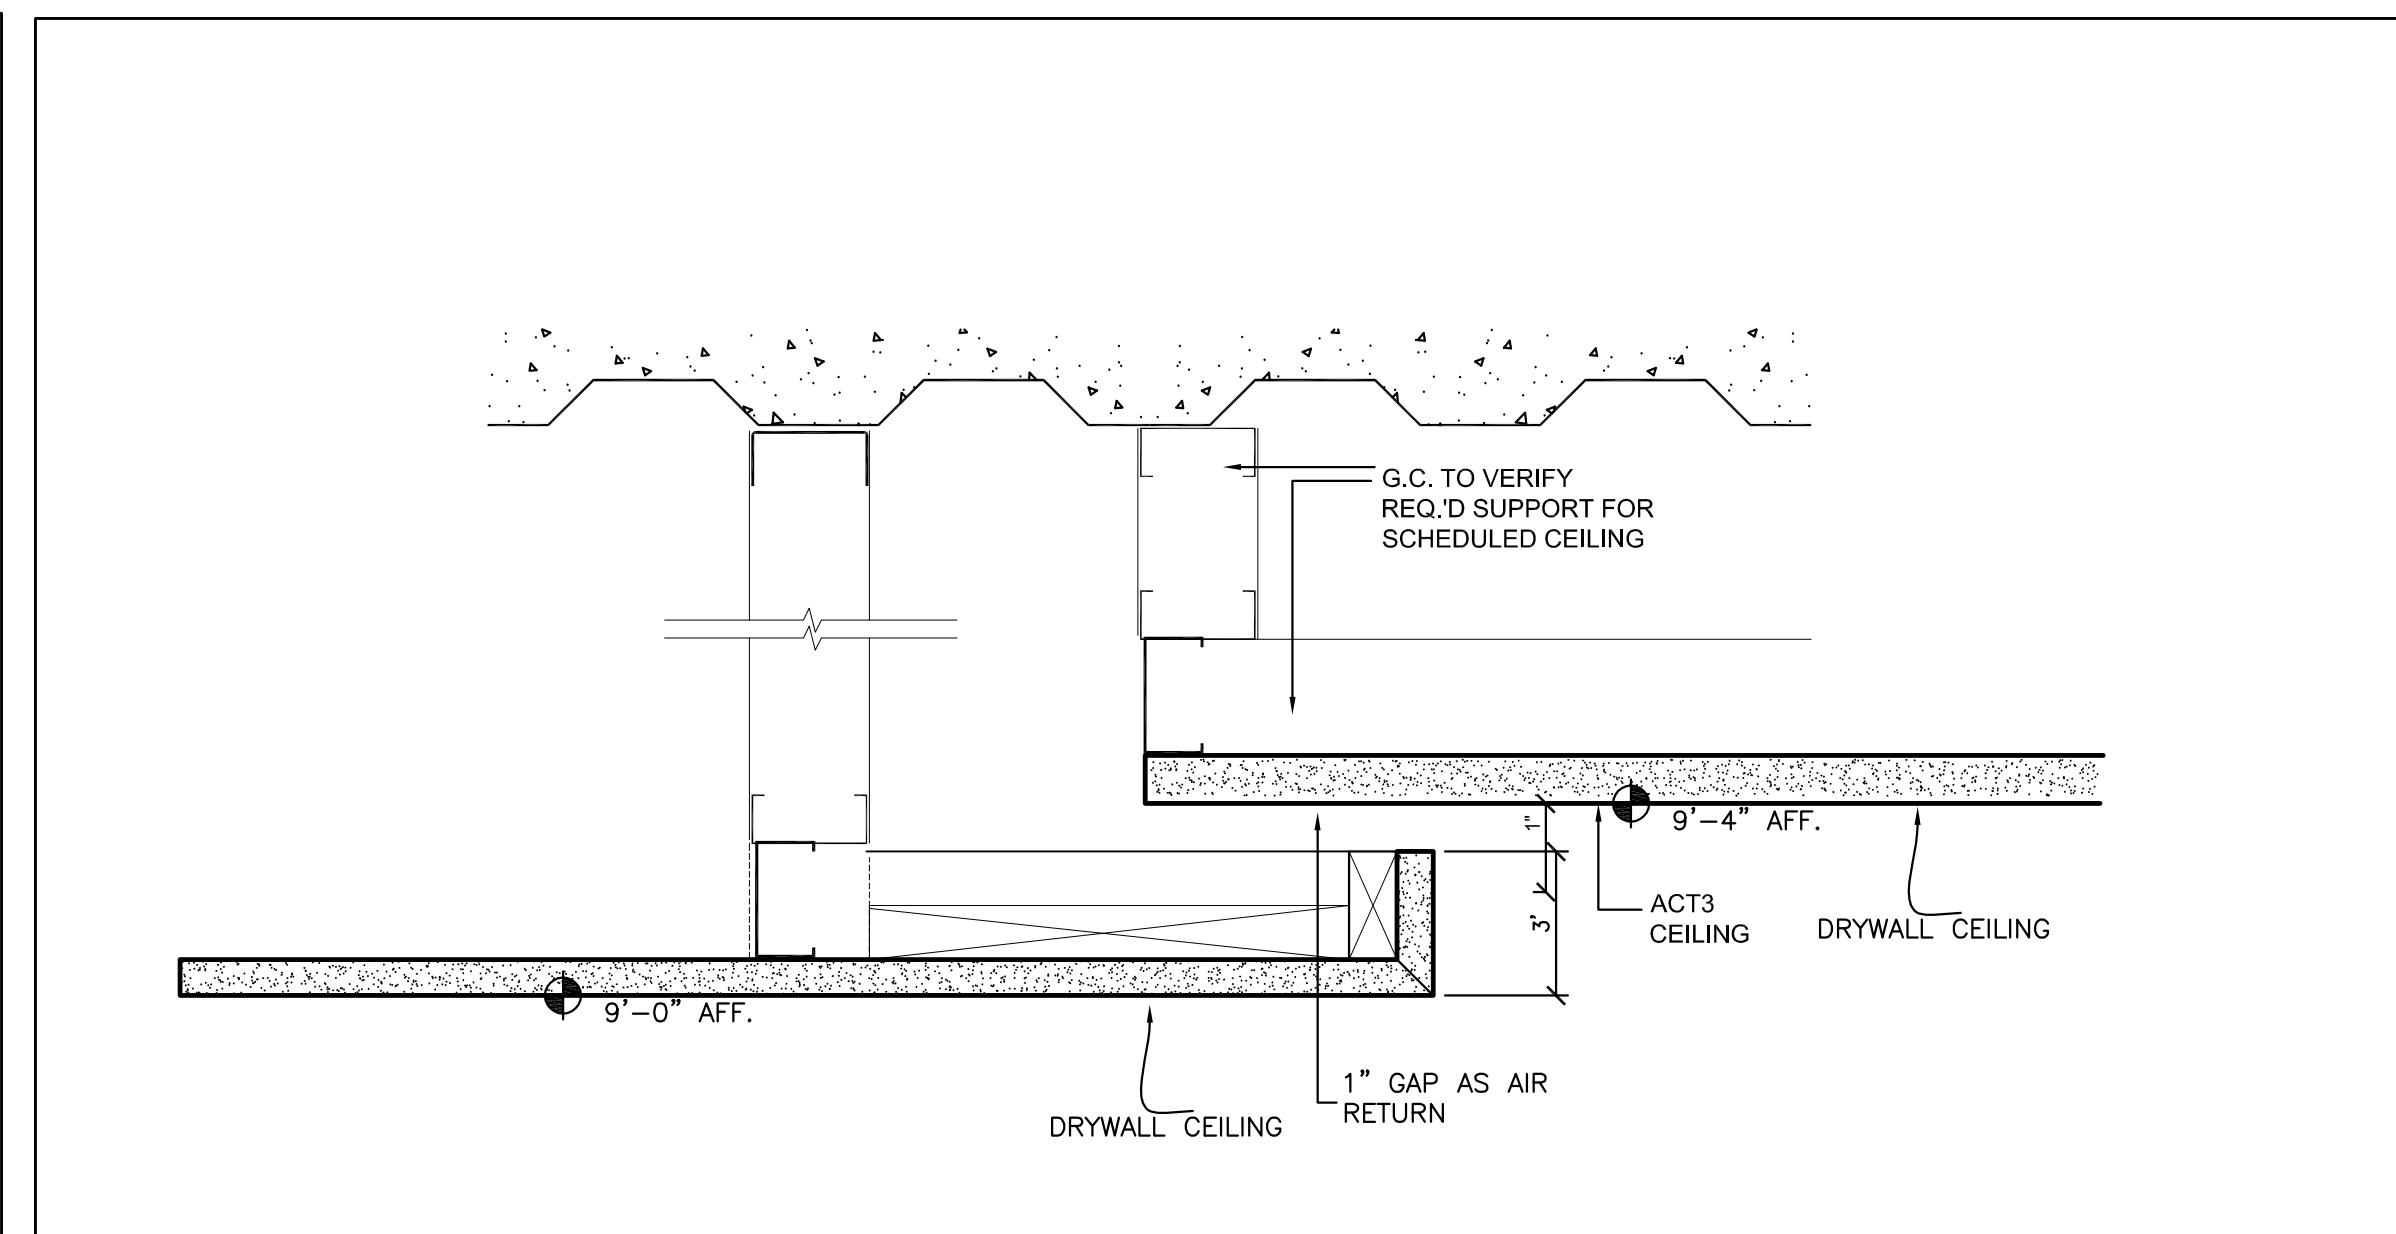 G.C. TO VERIFY
REQ.'D SUPPORT FOR
SCHEDULED CEILING
1"
9'-4" AFF.
3'
ACT3
CEILING
DRYWALL CEILING
9'-0" AFF.
1" GAP AS AIR
RETURN
DRYWALL CEILING